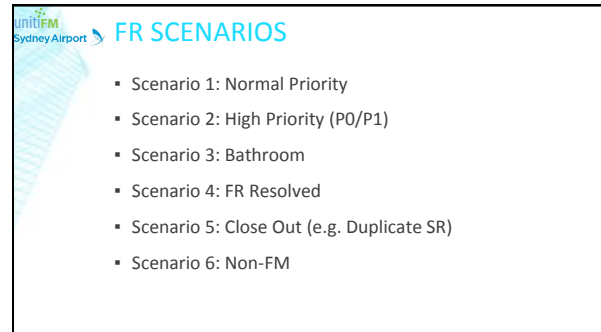 unitiFM
Sydney Airport
FR SCENARIOS
▪ Scenario 1: Normal Priority
▪ Scenario 2: High Priority (P0/P1)
▪ Scenario 3: Bathroom
▪ Scenario 4: FR Resolved
▪ Scenario 5: Close Out (e.g. Duplicate SR)
▪ Scenario 6: Non-FM